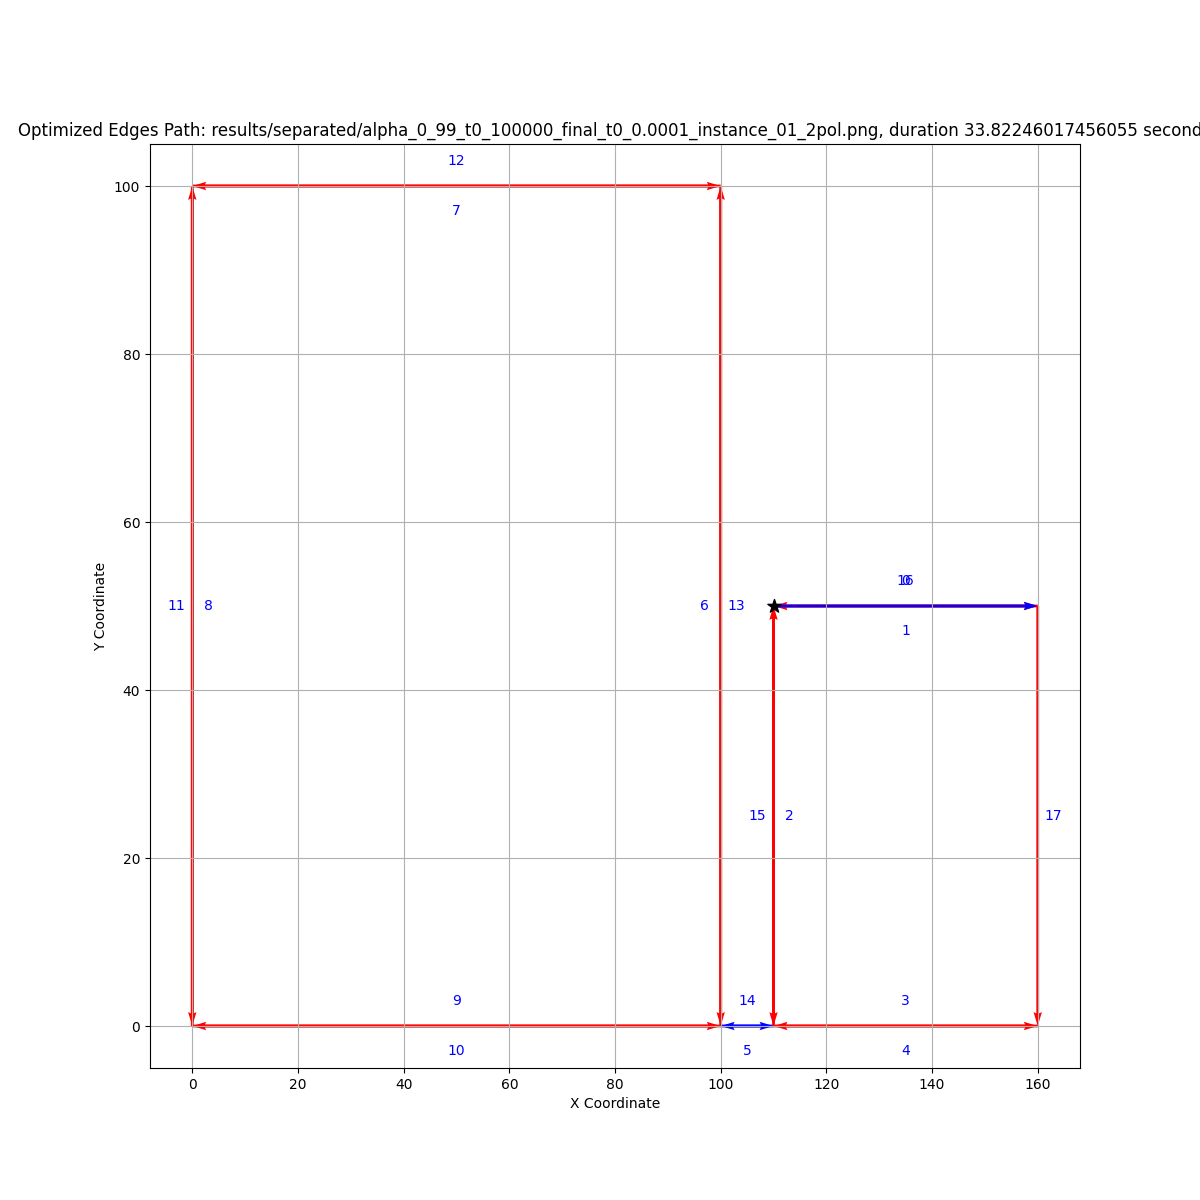 Optimized Edges Path: results/separated/alpha_0_99_t0_100000_final_t0_0.0001_instance_01_2pol.png, duration 33.82246017456055 second
12
100
7
80
60
16
0
11 8 6 13
1
Y Coordinate
40
15 2 17
20
9 14 3
0
10 5 4
0 20 40 60 80 100 120 140 160
X Coordinate